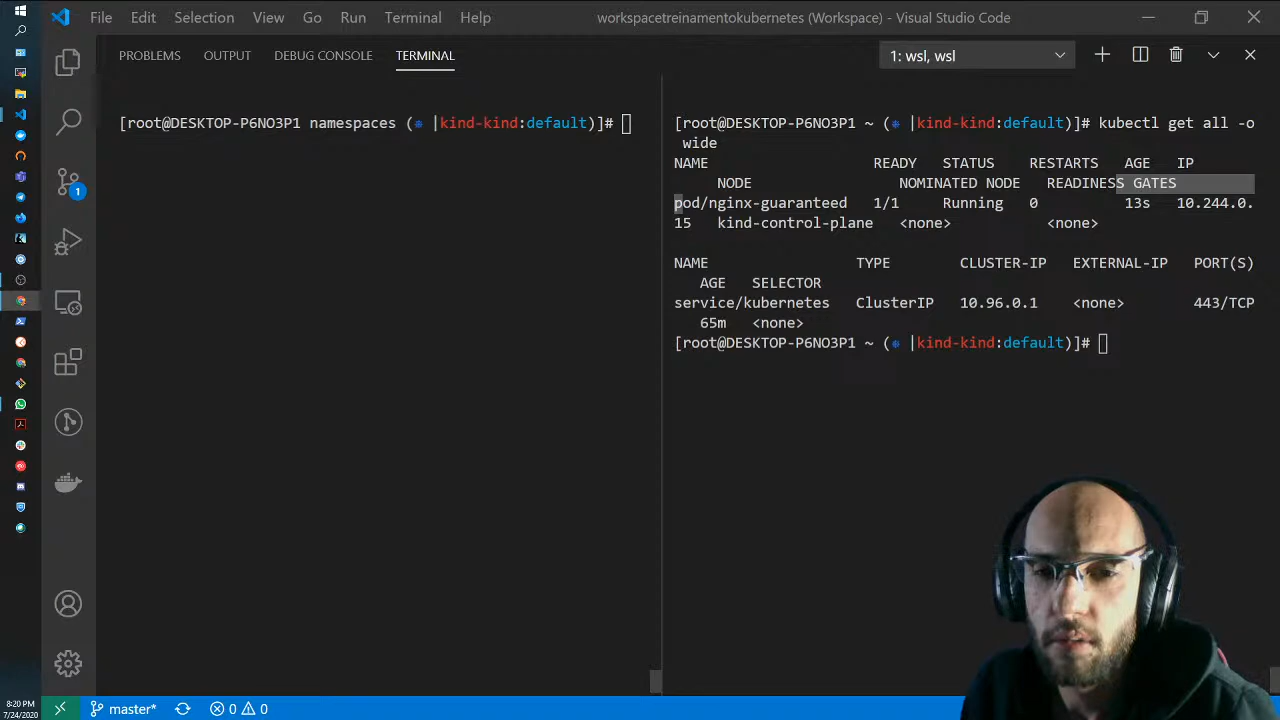 File Edit Selection View Go Run Terminal Help workspacetreinamentokubernetes (Workspace) - Visual Studio Code
PROBLEMS OUTPUT DEBUG CONSOLE TERMINAL 1: wsl, wsl
[root@DESKTOP-P6NO3P1 namespaces (⎈ |kind-kind:default)]#
[root@DESKTOP-P6NO3P1 ~ (⎈ |kind-kind:default)]# kubectl get all -o
wide
NAME READY STATUS RESTARTS AGE IP
NODE NOMINATED NODE READINESS GATES
pod/nginx-guaranteed 1/1 Running 0 13s 10.244.0.
15 kind-control-plane <none> <none>
NAME TYPE CLUSTER-IP EXTERNAL-IP PORT(S)
AGE SELECTOR
service/kubernetes ClusterIP 10.96.0.1 <none> 443/TCP
65m <none>
[root@DESKTOP-P6NO3P1 ~ (⎈ |kind-kind:default)]#
1
8:20 PM
7/24/2020
master* 0 0